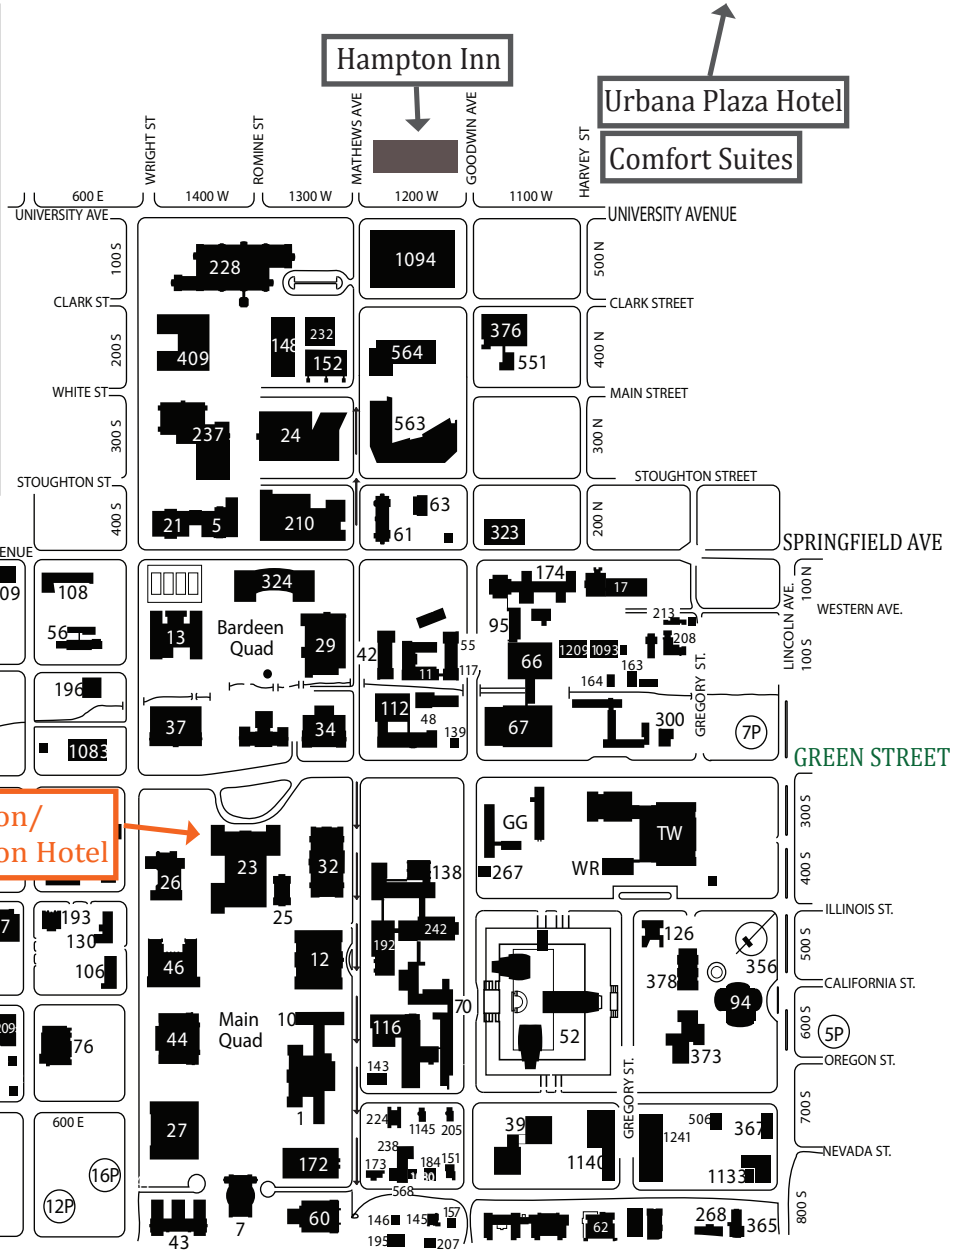 Hampton Inn
Urbana Plaza Hotel
Comfort Suites
WRIGHT ST
ROMINE ST
MATHEWS AVE
GOODWIN AVE
HARVEY ST
600 E
1400 W
1300 W
1200 W
1100 W
UNIVERSITY AVE
UNIVERSITY AVENUE
100 S
228
1094
500 N
CLARK ST
CLARK STREET
200 S
409
148
232
152
564
376
551
400 N
WHITE ST
MAIN STREET
300 S
237
24
563
300 N
STOUGHTON ST
STOUGHTON STREET
400 S
21
5
210
61
63
323
200 N
ENUE
SPRINGFIELD AVE
09
108
324
174
17
100 N
WESTERN AVE.
56
13
Bardeen
Quad
29
42
11
55
117
95
66
1209
1093
213
208
163
164
LINCOLN AVE.
100 S
196
37
34
112
48
139
67
300
GREGORY ST.
7P
1083
GREEN STREET
on/
on Hotel
GG
TW
300 S
26
23
25
32
138
267
WR
400 S
ILLINOIS ST.
7
193
130
106
46
12
192
242
126
378
356
500 S
CALIFORNIA ST.
209
76
44
Main
Quad
10
1
70
116
143
52
94
373
600 S
5P
OREGON ST.
GREGORY ST.
600 E
27
172
224
1145
205
238
173
184
151
568
39
1140
1241
506
367
1133
700 S
NEVADA ST.
16P
12P
43
7
60
146
145
157
195
207
62
268
365
800 S